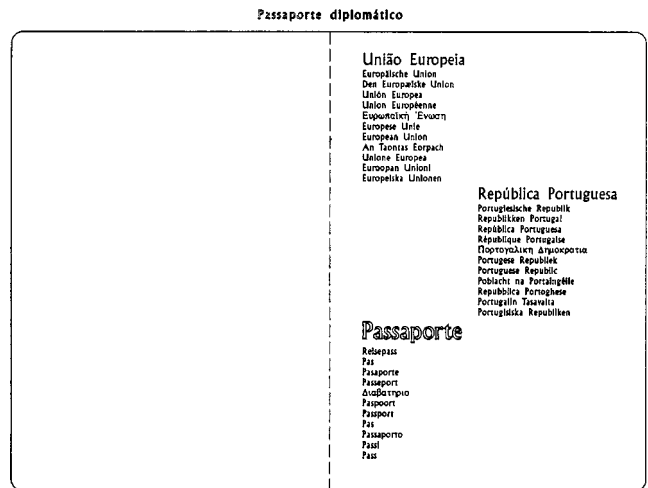 Passaporte diplomático
União Europeia
Europäische Union
Den Europæiske Union
Unión Europea
Union Européenne
Ευρωπαϊκή Ένωση
Europese Unie
European Union
An Taontas Eorpach
Unione Europea
Euroopan Unioni
Europeiska Unionen
República Portuguesa
Portugiesische Republik
Republikken Portugal
República Portuguesa
République Portugaise
Πορτογαλικη Δημοκρατια
Portugese Republiek
Portuguese Republic
Poblacht na Portaingéile
Repubblica Portoghese
Portugalin Tasavalta
Portugisiska Republiken
Passaporte
Reisepass
Pas
Pasaporte
Passeport
Διαβατηριο
Paspoort
Passport
Pas
Passaporto
Passi
Pass